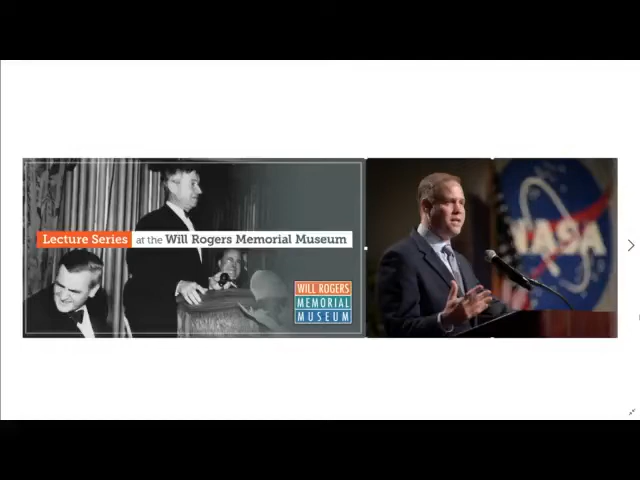 Lecture Series at the Will Rogers Memorial Museum
WILL ROGERS
MEMORIAL
MUSEUM
NASA